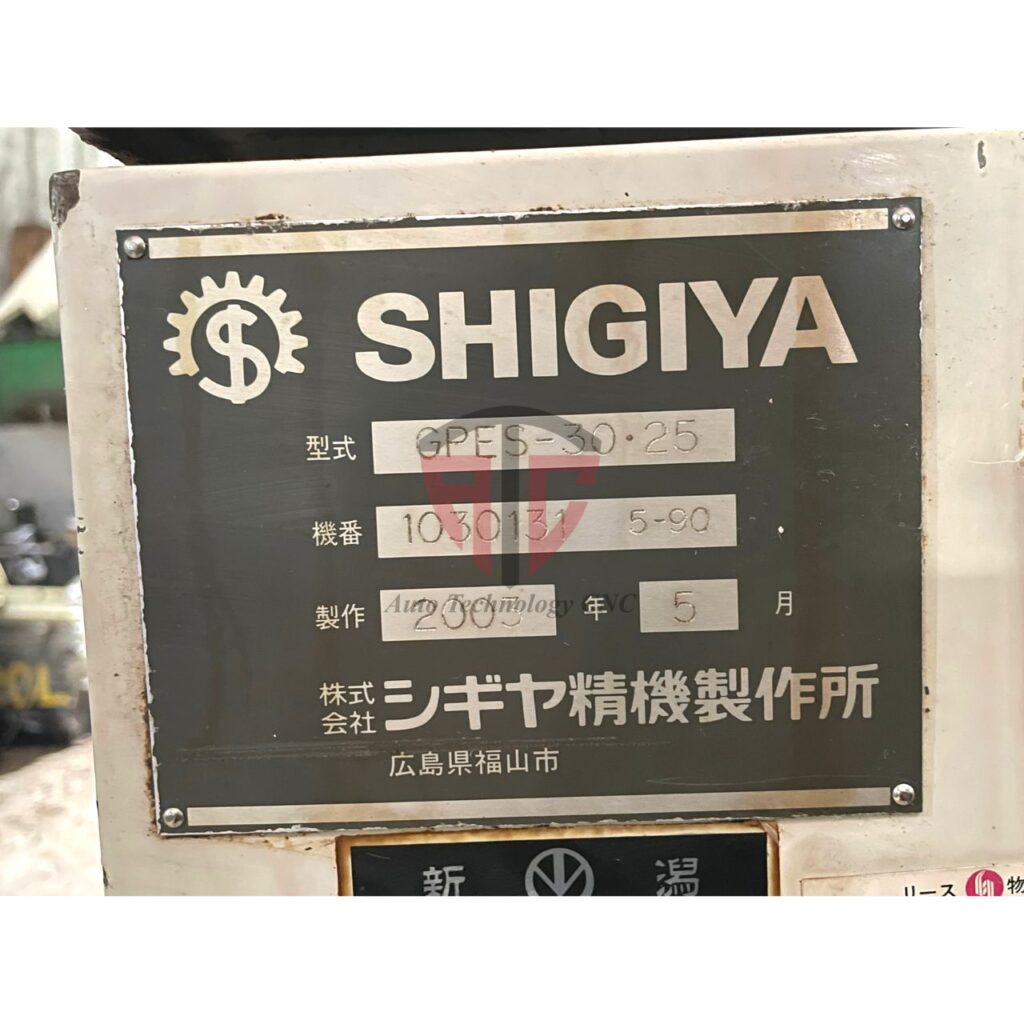 SHIGIYA
型式 GPES-30・25
機番 1030131 5-90
製作 2003 年 5 月
Auto Technology CNC
株式会社 シギヤ精機製作所
広島県福山市
新 潟
リース 物